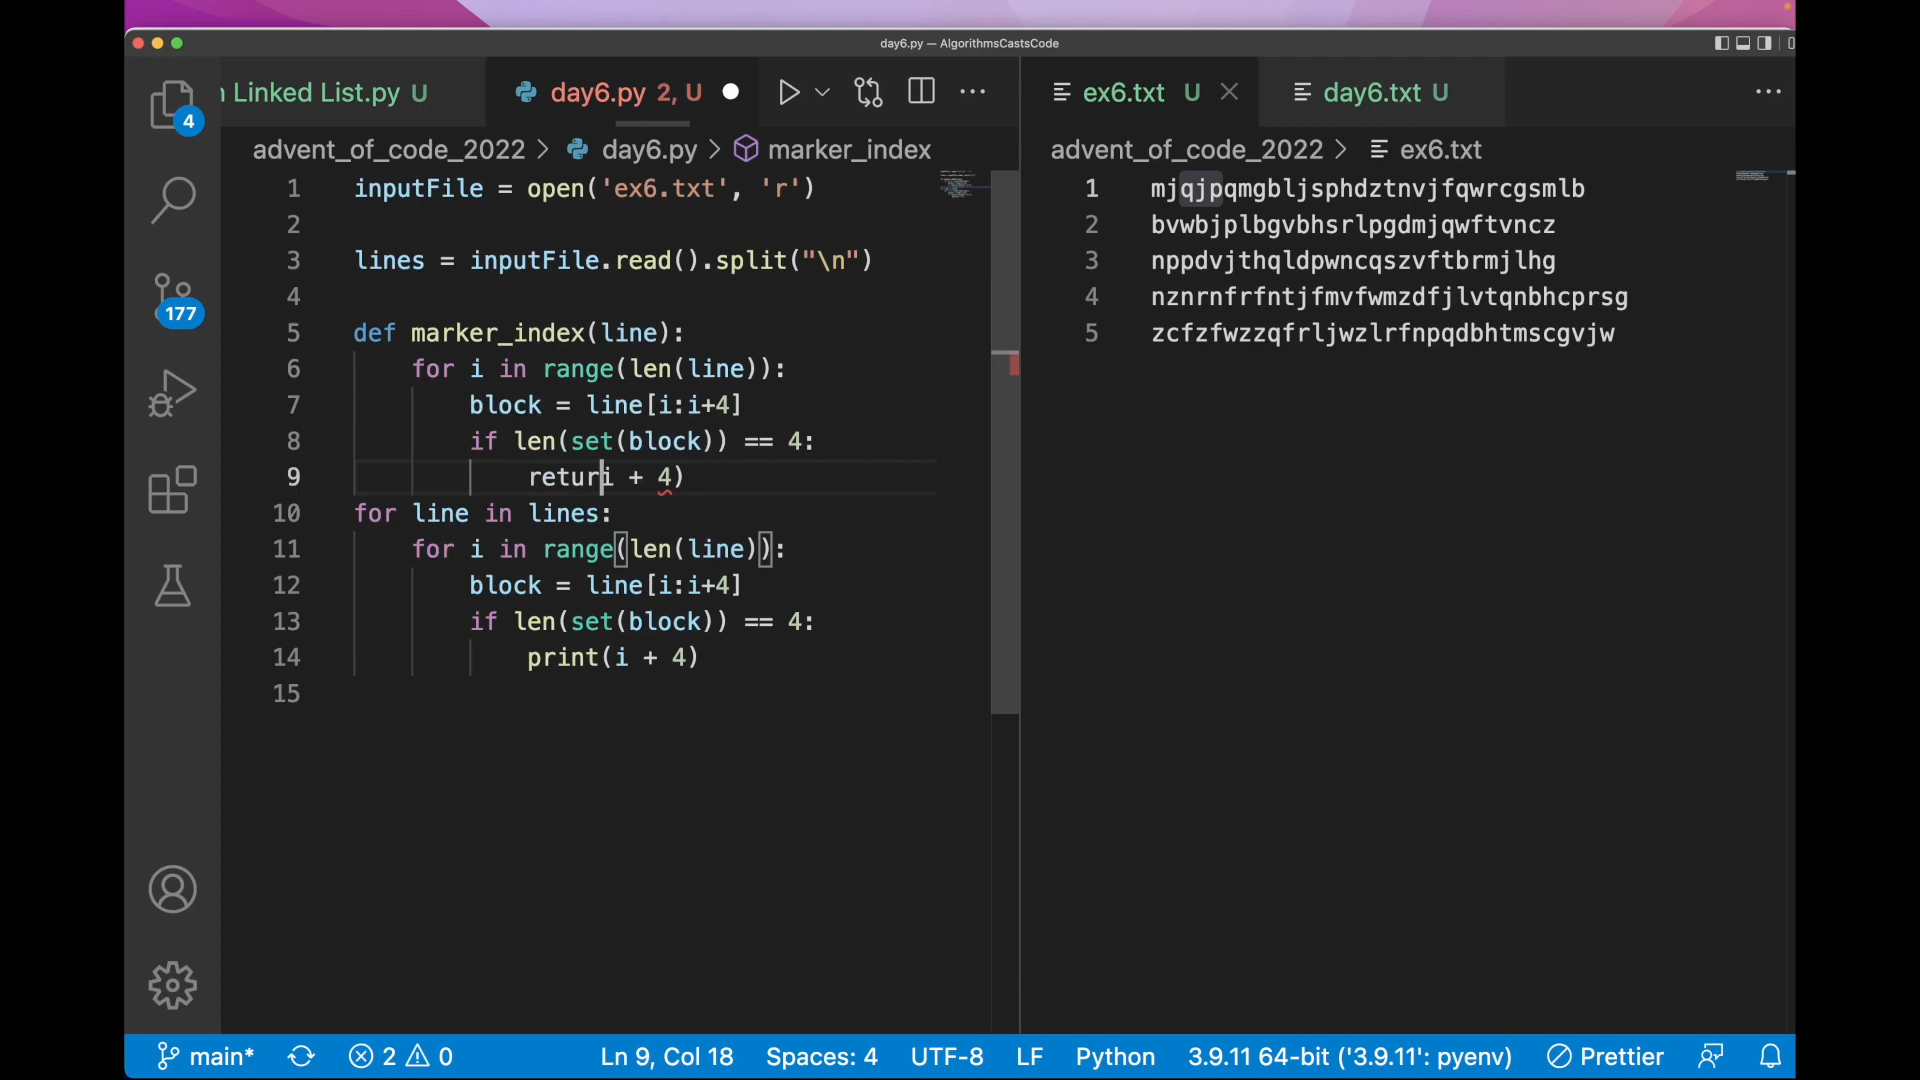 day6.py — AlgorithmsCastsCode
Linked List.py U
day6.py 2, U
ex6.txt U
day6.txt U
4
177
advent_of_code_2022 > day6.py > marker_index
1 inputFile = open('ex6.txt', 'r')
2
3 lines = inputFile.read().split("\n")
4
5 def marker_index(line):
6 for i in range(len(line)):
7 block = line[i:i+4]
8 if len(set(block)) == 4:
9 returi + 4)
10 for line in lines:
11 for i in range(len(line)):
12 block = line[i:i+4]
13 if len(set(block)) == 4:
14 print(i + 4)
15
advent_of_code_2022 > ex6.txt
1 mjqjpqmgbljsphdztnvjfqwrcgsmlb
2 bvwbjplbgvbhsrlpgdmjqwftvncz
3 nppdvjthqldpwncqszvftbrmjlhg
4 nznrnfrfntjfmvfwmzdfjlvtqnbhcprsg
5 zcfzfwzzqfrljwzlrfnpqdbhtmscgvjw
main* 2 0 Ln 9, Col 18 Spaces: 4 UTF-8 LF Python 3.9.11 64-bit ('3.9.11': pyenv) Prettier